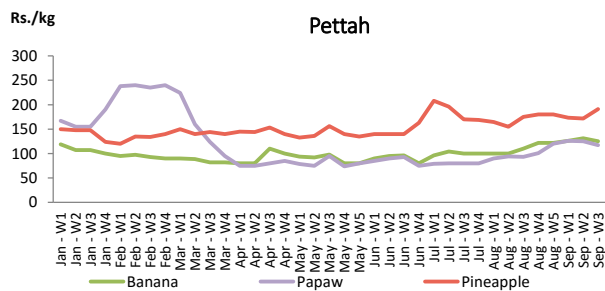 Rs./kg
Pettah
300
250
200
150
100
50
0
Jan - W1
Jan - W2
Jan - W3
Jan - W4
Feb - W1
Feb - W2
Feb - W3
Feb - W4
Mar - W1
Mar - W2
Mar - W3
Mar - W4
Apr - W1
Apr - W2
Apr - W3
Apr - W4
May - W1
May - W2
May - W3
May - W4
May - W5
Jun - W1
Jun - W2
Jun - W3
Jun - W4
Jul - W1
Jul - W2
Jul - W3
Jul - W4
Aug - W1
Aug - W2
Aug - W3
Aug - W4
Aug - W5
Sep - W1
Sep - W2
Sep - W3
Banana
Papaw
Pineapple